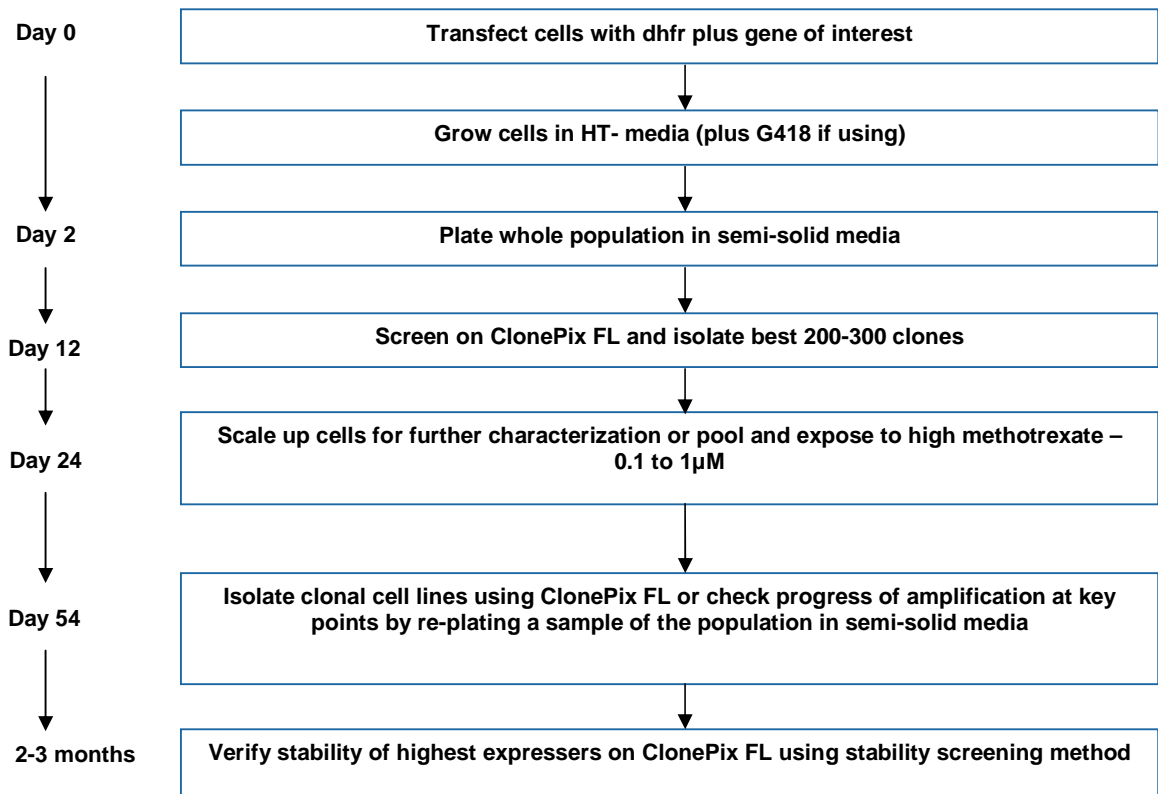 Day 0
Transfect cells with dhfr plus gene of interest
Grow cells in HT- media (plus G418 if using)
Day 2
Plate whole population in semi-solid media
Day 12
Screen on ClonePix FL and isolate best 200-300 clones
Day 24
Scale up cells for further characterization or pool and expose to high methotrexate –
0.1 to 1µM
Day 54
Isolate clonal cell lines using ClonePix FL or check progress of amplification at key
points by re-plating a sample of the population in semi-solid media
2-3 months
Verify stability of highest expressers on ClonePix FL using stability screening method